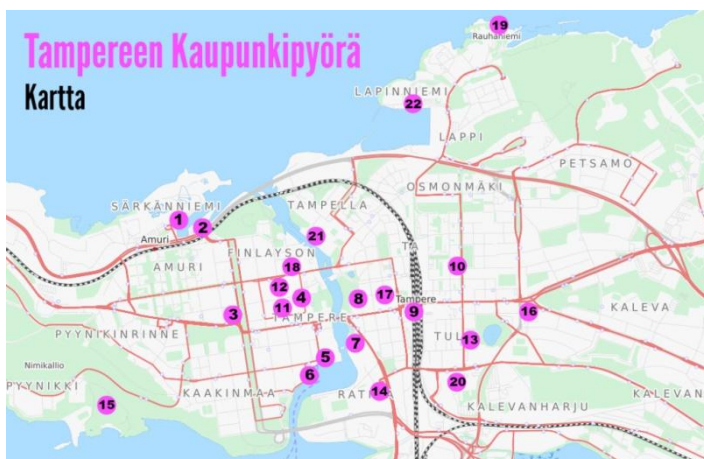 Tampereen Kaupunkipyörä
Kartta
19
Rauhaniemi
LAPINNIEMI
22
LAPPI
PETSAMO
OSMONMÄKI
SÄRKÄNNIEMI
TAMPELLA
1
2
21
Amuri
FINLAYSON
TA
AMURI
18
10
12
4
8
17
Tampere
11
9
16
KALEVA
3
TAMPERE
PYYNIKINRINNE
7
TUL
13
5
Nimikallio
6
PYYNIKKI
KAAKINMAA
14
RATINA
20
15
KALEVANHARJU
KALEVAN